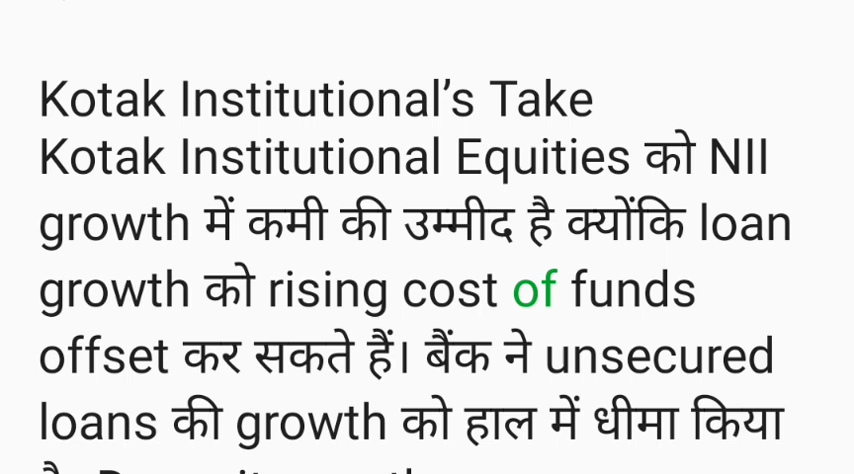 Kotak Institutional’s Take
Kotak Institutional Equities को NII
growth में कमी की उम्मीद है क्योंकि loan
growth को rising cost of funds
offset कर सकते हैं। बैंक ने unsecured
loans की growth को हाल में धीमा किया